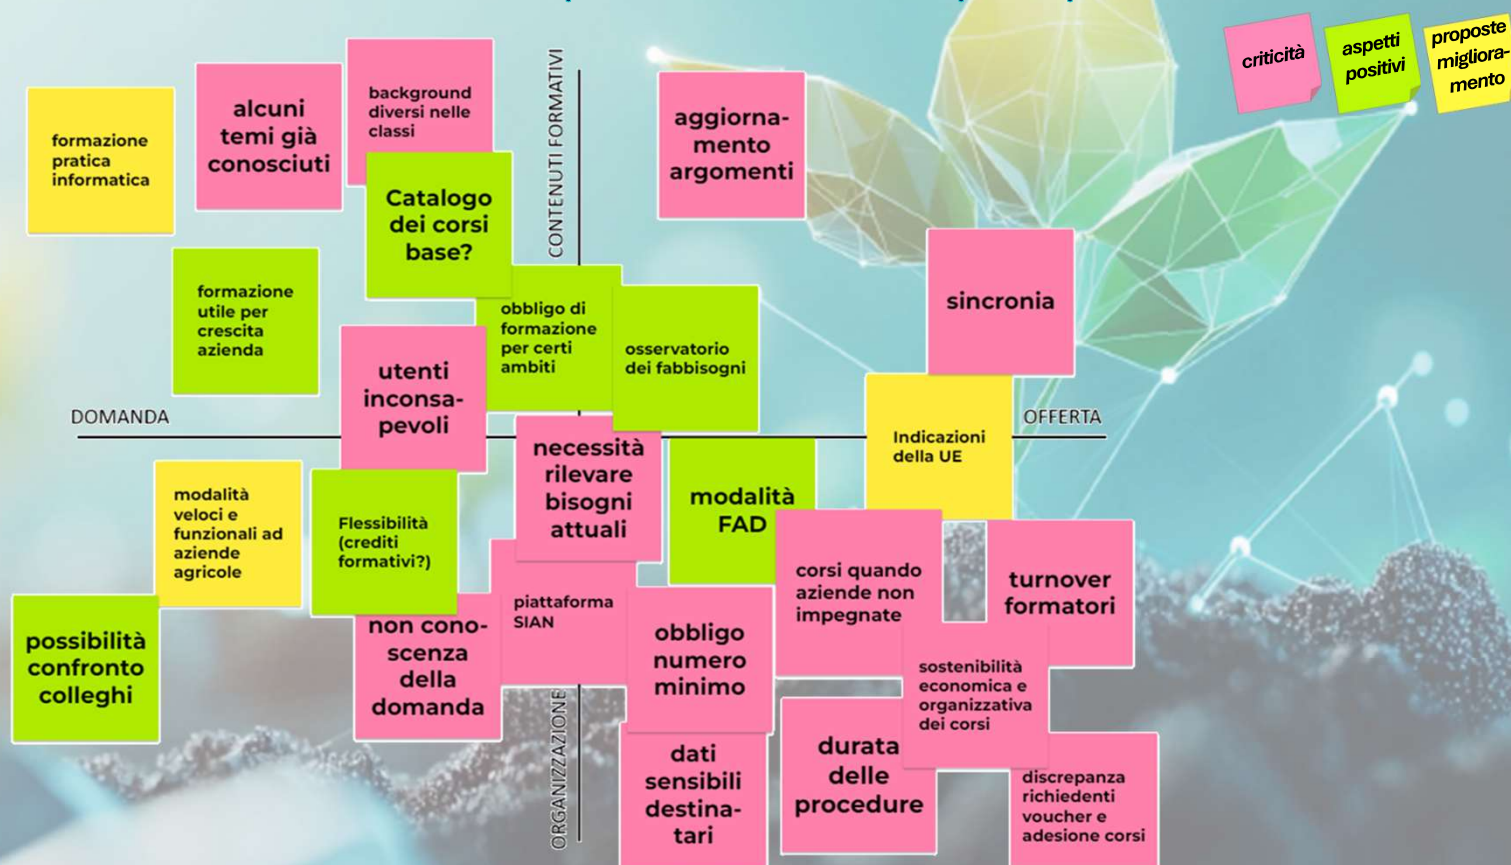 criticità
aspetti
positivi
proposte
migliora-
mento
CONTENUTI FORMATIVI
formazione
pratica
informatica
alcuni
temi già
conosciuti
background
diversi nelle
classi
Catalogo
dei corsi
base?
aggiorna-
mento
argomenti
formazione
utile per
crescita
azienda
utenti
inconsa-
pevoli
obbligo di
formazione
per certi
ambiti
osservatorio
dei fabbisogni
sincronia
DOMANDA
OFFERTA
Indicazioni
della UE
modalità
veloci e
funzionali ad
aziende
agricole
Flessibilità
(crediti
formativi?)
necessità
rilevare
bisogni
attuali
modalità
FAD
corsi quando
aziende non
impegnate
turnover
formatori
possibilità
confronto
colleghi
non cono-
scenza
della
domanda
piattaforma
SIAN
obbligo
numero
minimo
sostenibilità
economica e
organizzativa
dei corsi
ORGANIZZAZIONE
dati
sensibili
destina-
tari
durata
delle
procedure
discrepanza
richiedenti
voucher e
adesione corsi